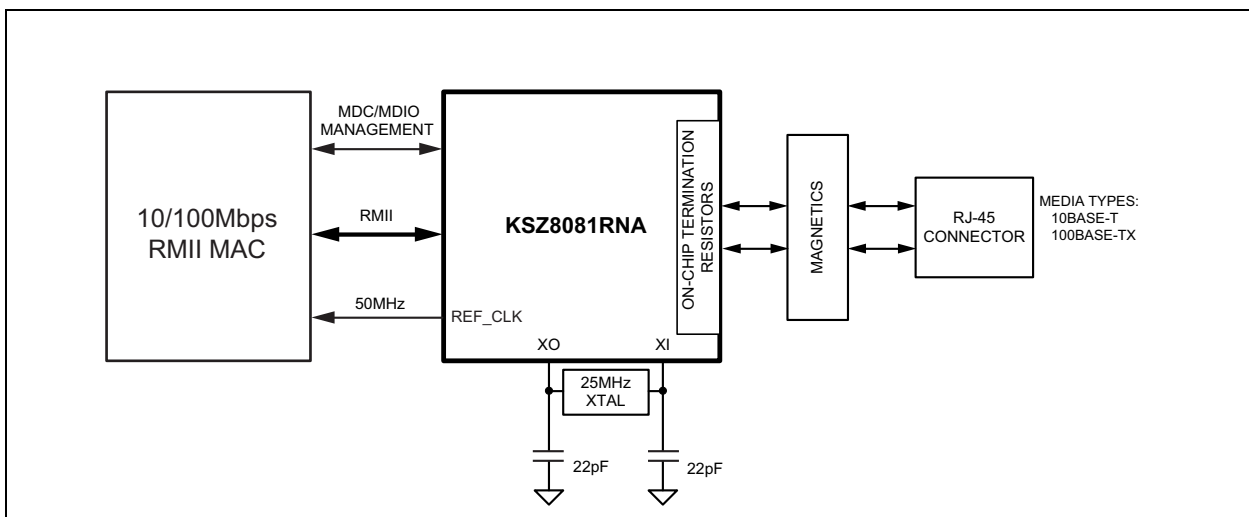 MDC/MDIO
MANAGEMENT
10/100Mbps
RMII MAC
RMII
50MHz
KSZ8081RNA
REF_CLK
XO
XI
ON-CHIP TERMINATION
RESISTORS
MAGNETICS
RJ-45
CONNECTOR
MEDIA TYPES:
10BASE-T
100BASE-TX
25MHz
XTAL
22pF
22pF